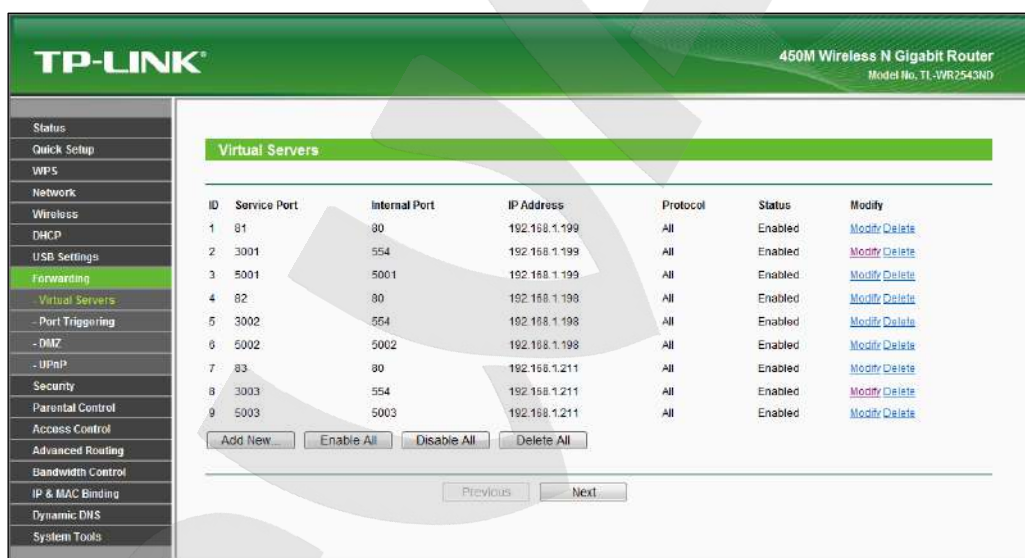 TP-LINK®
450M Wireless N Gigabit Router
Model No. TL-WR2543ND
Status
Quick Setup
WPS
Network
Wireless
DHCP
USB Settings
Forwarding
- Virtual Servers
- Port Triggering
- DMZ
- UPnP
Security
Parental Control
Access Control
Advanced Routing
Bandwidth Control
IP & MAC Binding
Dynamic DNS
System Tools
Virtual Servers
ID Service Port Internal Port IP Address Protocol Status Modify
1 81 80 192.168.1.199 All Enabled Modify Delete
2 3001 554 192.168.1.199 All Enabled Modify Delete
3 5001 5001 192.168.1.199 All Enabled Modify Delete
4 82 80 192.168.1.198 All Enabled Modify Delete
5 3002 554 192.168.1.198 All Enabled Modify Delete
6 5002 5002 192.168.1.198 All Enabled Modify Delete
7 83 80 192.168.1.211 All Enabled Modify Delete
8 3003 554 192.168.1.211 All Enabled Modify Delete
9 5003 5003 192.168.1.211 All Enabled Modify Delete
Add New... Enable All Disable All Delete All
Previous Next